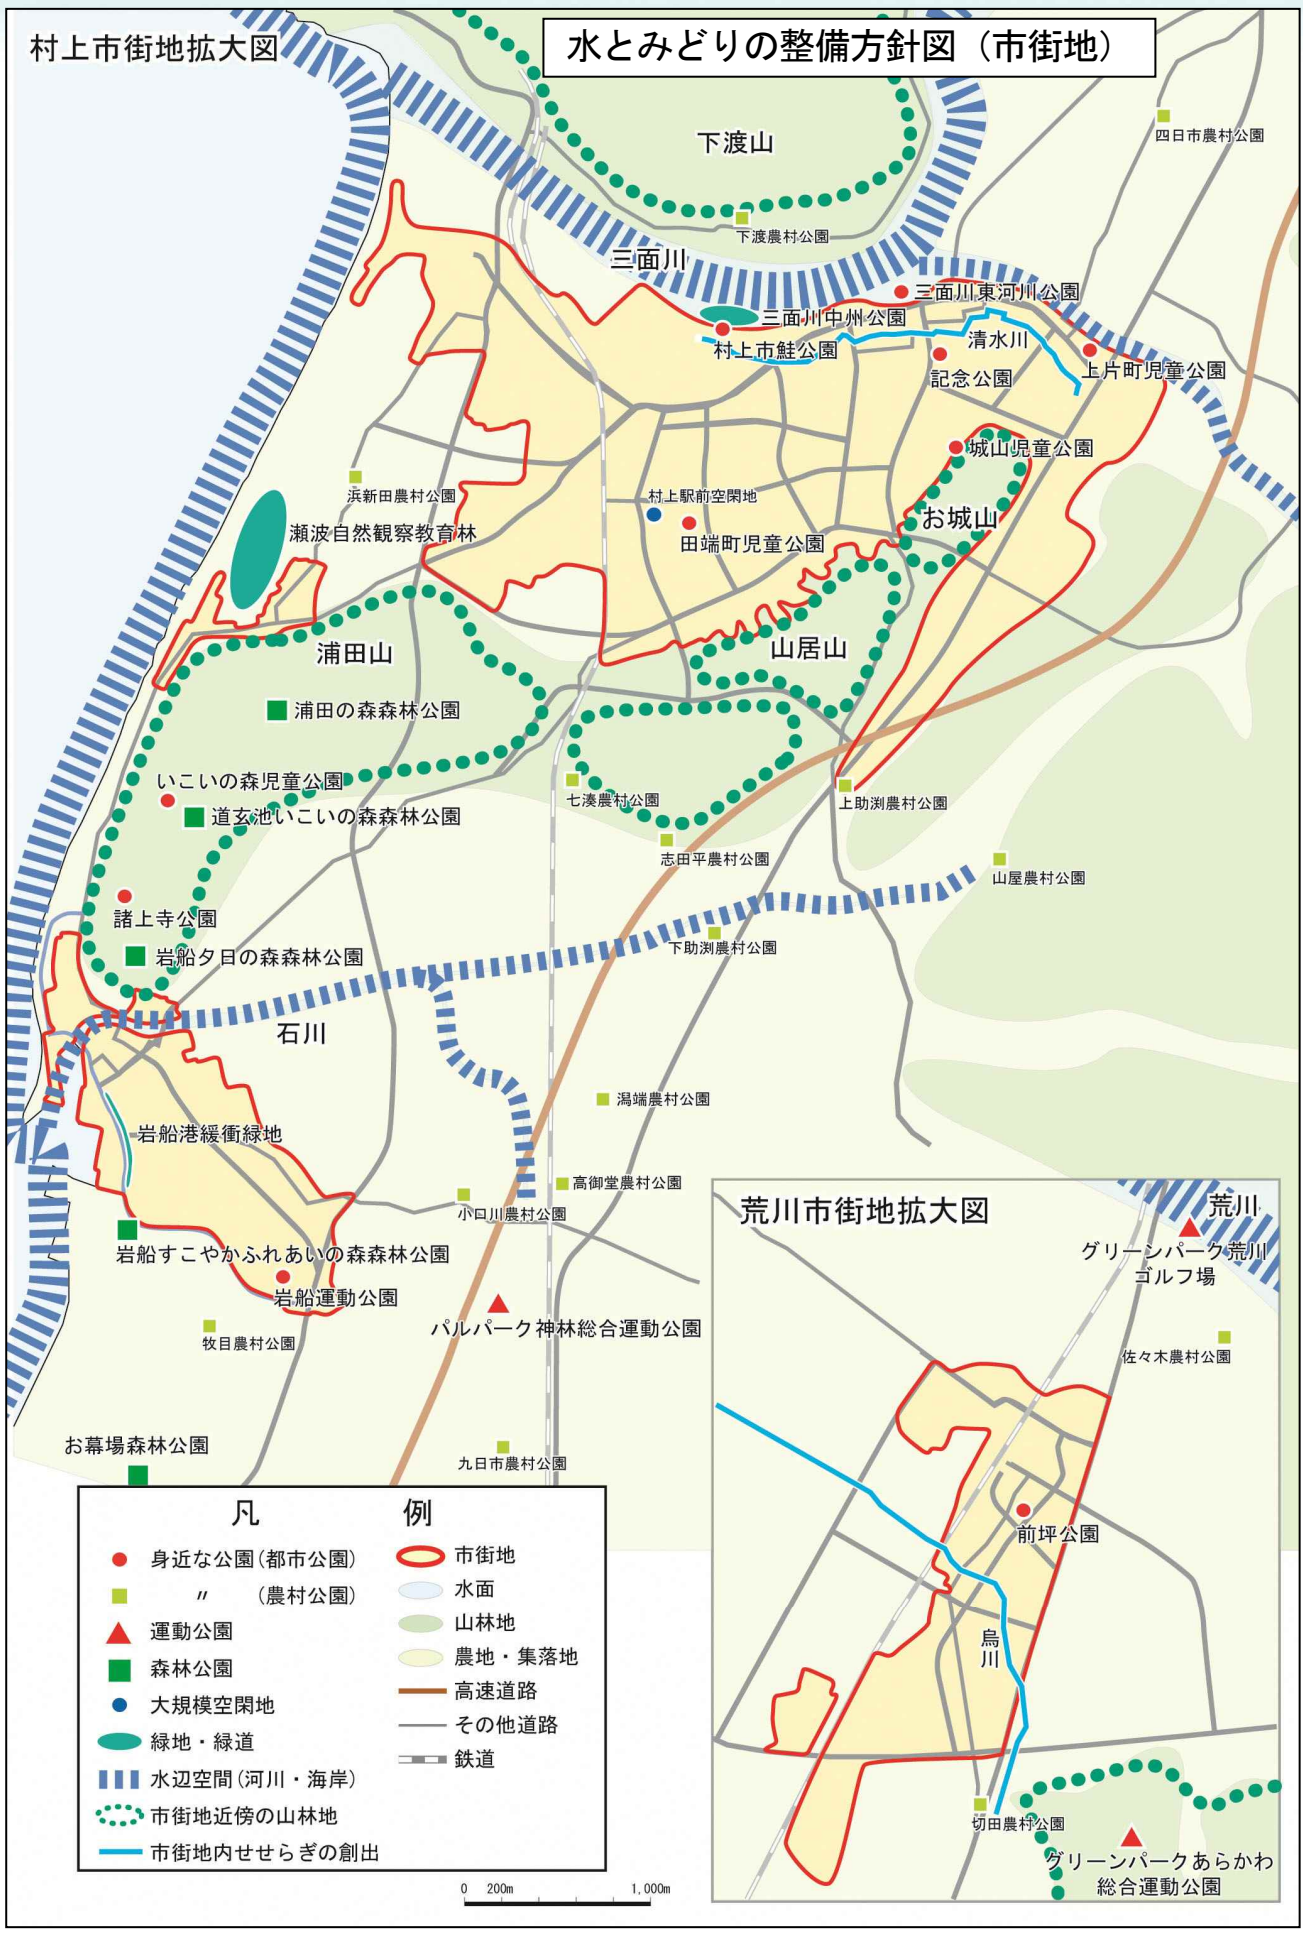 村上市街地拡大図
水とみどりの整備方針図（市街地）
下渡山
四日市農村公園
下渡農村公園
三面川
三面川東河川公園
三面川中州公園
清水川
村上市鮭公園
記念公園
上片町児童公園
城山児童公園
浜新田農村公園
村上駅前空閑地
お城山
瀬波自然観察教育林
田端町児童公園
浦田山
山居山
浦田の森森林公園
いこいの森児童公園
七湊農村公園
上助渕農村公園
道玄池いこいの森森林公園
志田平農村公園
山屋農村公園
諸上寺公園
下助渕農村公園
岩船夕日の森森林公園
石川
潟端農村公園
岩船港緩衝緑地
高御堂農村公園
小口川農村公園
岩船すこやかふれあいの森森林公園
岩船運動公園
パルパーク神林総合運動公園
牧目農村公園
お幕場森林公園
九日市農村公園
荒川市街地拡大図
荒川
グリーンパーク荒川
ゴルフ場
佐々木農村公園
前坪公園
烏川
切田農村公園
グリーンパークあらかわ
総合運動公園
凡 例
身近な公園(都市公園)
〃 (農村公園)
運動公園
森林公園
大規模空閑地
緑地・緑道
水辺空間(河川・海岸)
市街地近傍の山林地
市街地内せせらぎの創出
市街地
水面
山林地
農地・集落地
高速道路
その他道路
鉄道
0 200m 1,000m